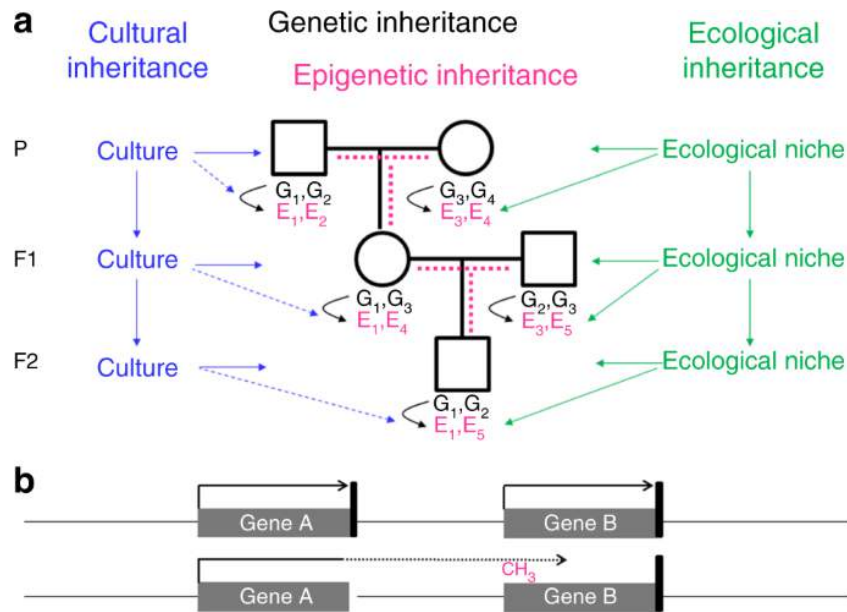 a
Cultural inheritance
Genetic inheritance
Epigenetic inheritance
Ecological inheritance
P
Culture
G1,G2
E1,E2
G3,G4
E3,E4
Ecological niche
F1
Culture
G1,G3
E1,E4
G2,G3
E3,E5
Ecological niche
F2
Culture
G1,G2
E1,E5
Ecological niche
b
Gene A
Gene B
CH3
Gene A
Gene B